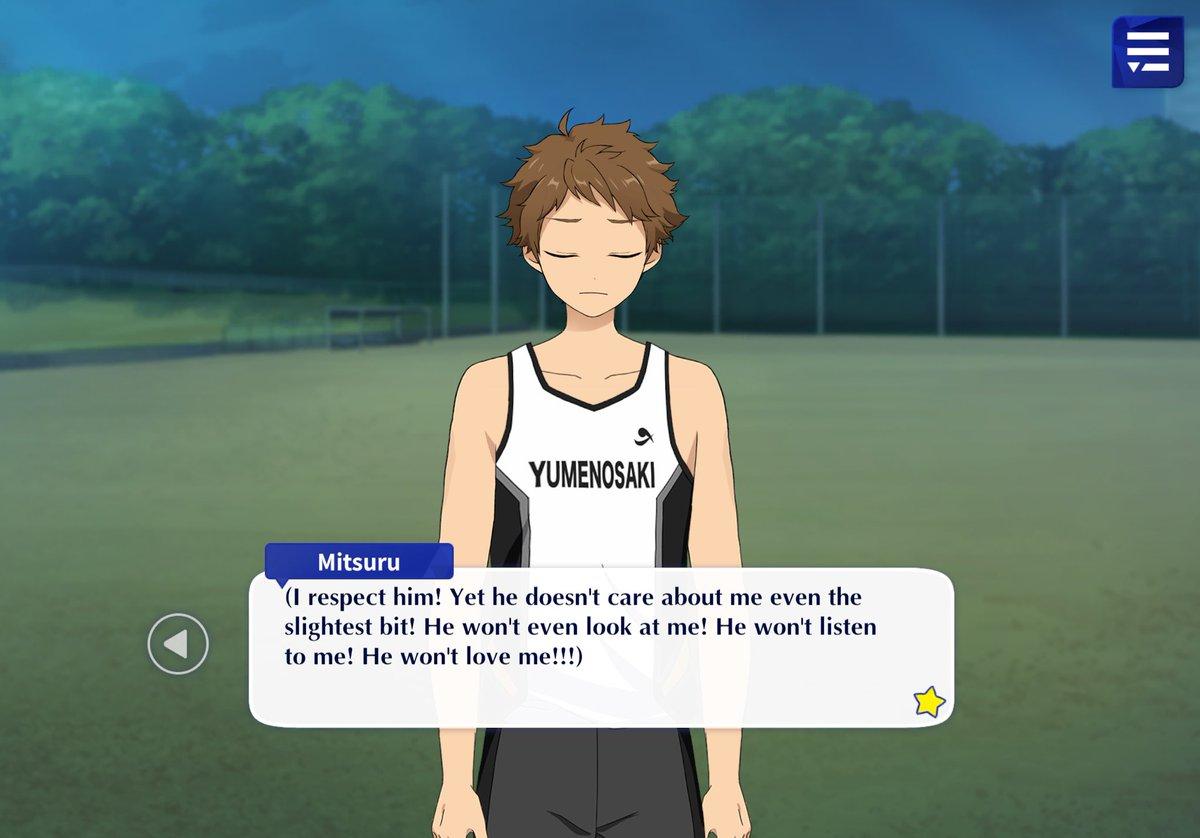 YUMENOSAKI
Mitsuru
(I respect him! Yet he doesn't care about me even the
slightest bit! He won't even look at me! He won't listen
to me! He won't love me!!!)